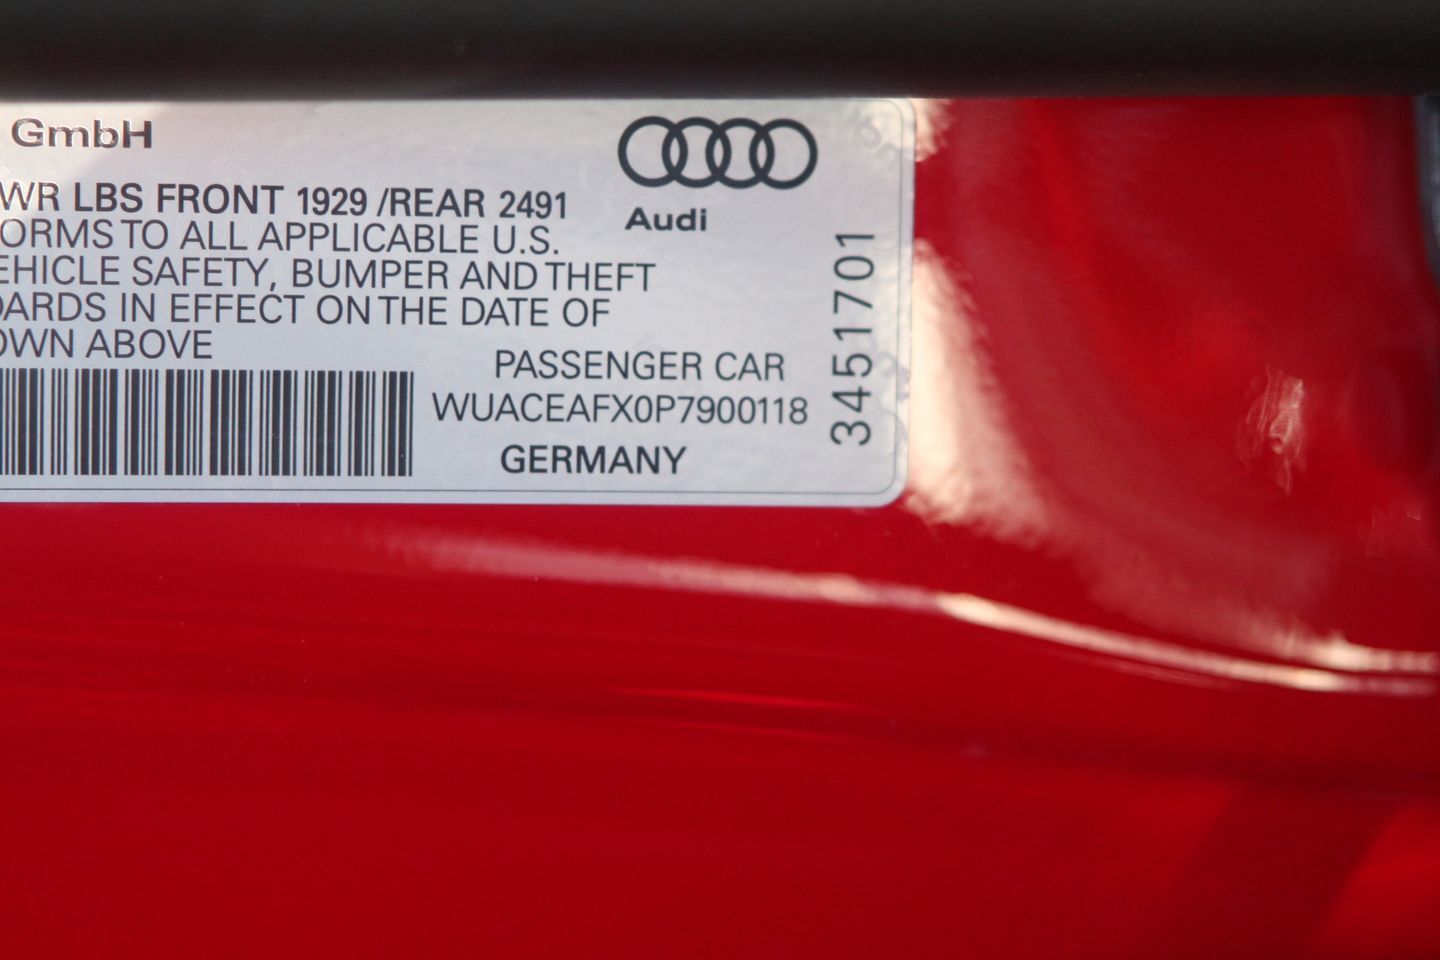 GmbH
WR LBS FRONT 1929 /REAR 2491
ORMS TO ALL APPLICABLE U.S.
EHICLE SAFETY, BUMPER AND THEFT
DARDS IN EFFECT ON THE DATE OF
OWN ABOVE
Audi
PASSENGER CAR
WUACEAFX0P7900118
GERMANY
3451701